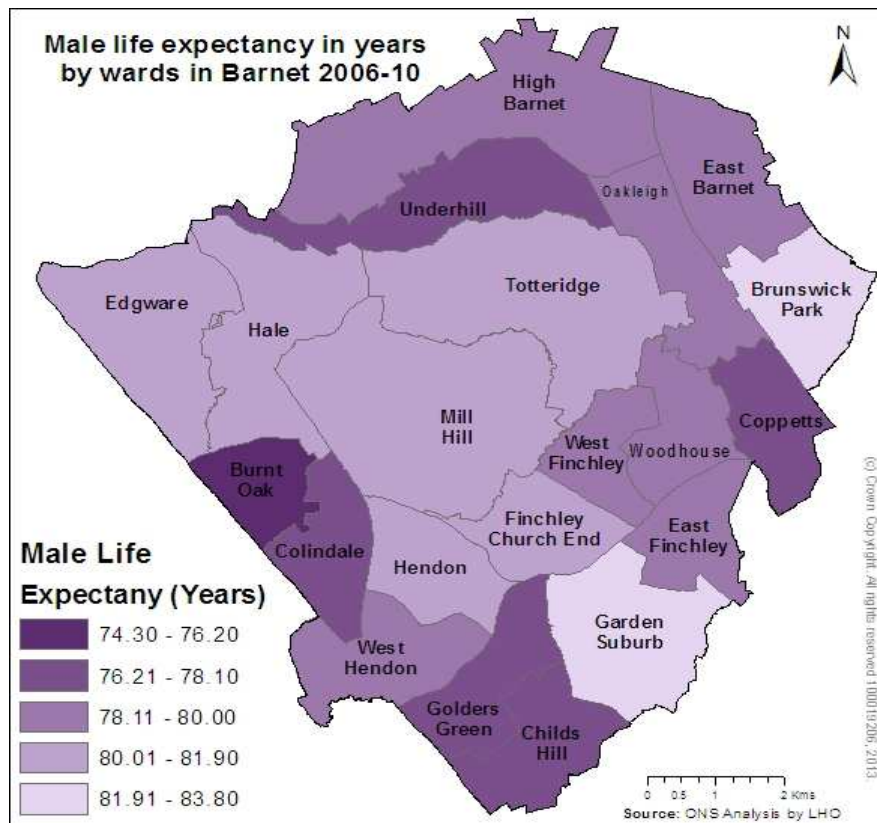 Male life expectancy in years
by wards in Barnet 2006-10
N
High
Barnet
East
Barnet
Oakleigh
Underhill
Totteridge
Brunswick
Park
Edgware
Hale
Mill
Hill
Coppetts
West
Finchley
Woodhouse
Burnt
Oak
Finchley
Church End
East
Finchley
Colindale
Hendon
Garden
Suburb
West
Hendon
Golders
Green
Childs
Hill
Male Life
Expectany (Years)
74.30 - 76.20
76.21 - 78.10
78.11 - 80.00
80.01 - 81.90
81.91 - 83.80
0 0.5 1 2 Kms
Source: ONS Analysis by LHO
(c) Crown Copyright. All rights reserved 100019206, 2013.